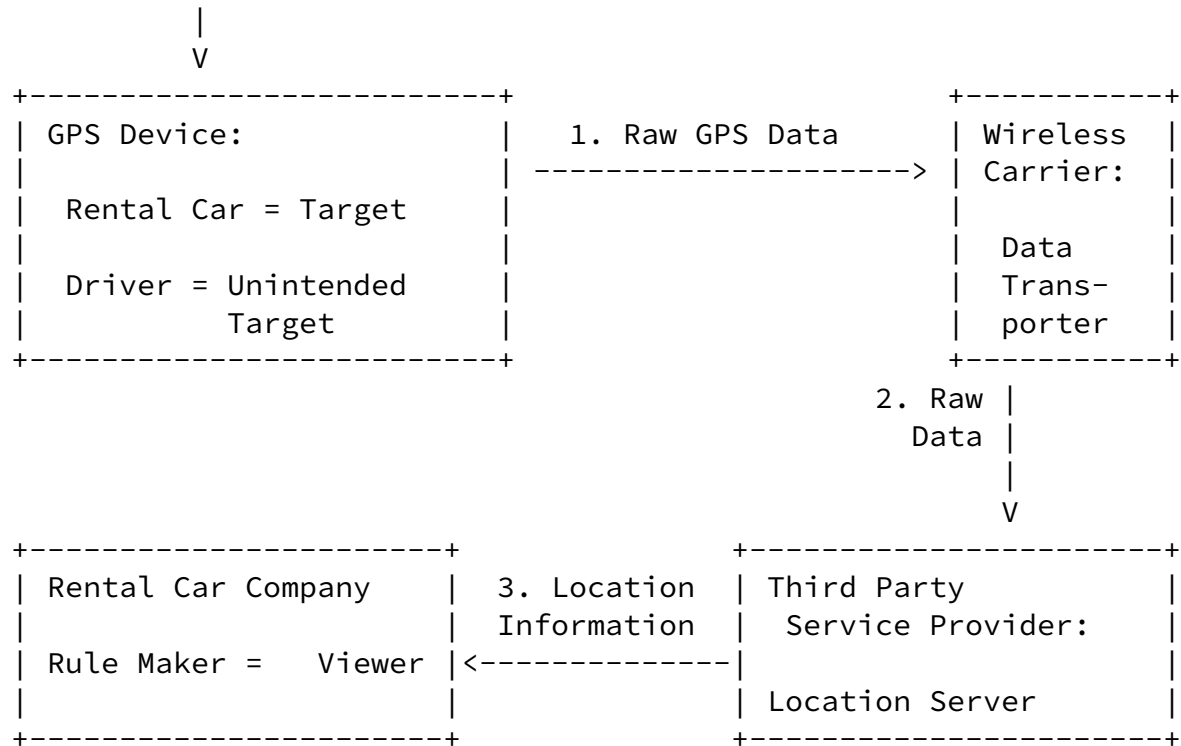 |
V
+--------------------------+ +-----------+
| GPS Device: | 1. Raw GPS Data | Wireless |
| | ---------------------> | Carrier: |
| Rental Car = Target | | |
| | | Data |
| Driver = Unintended | | Trans- |
| Target | | porter |
+--------------------------+ +-----------+
2. Raw |
Data |
|
V
+-----------------------+ +-----------------------+
| Rental Car Company | 3. Location | Third Party |
| | Information | Service Provider: |
| Rule Maker = Viewer |<--------------| |
| | | Location Server |
+-----------------------+ +-----------------------+